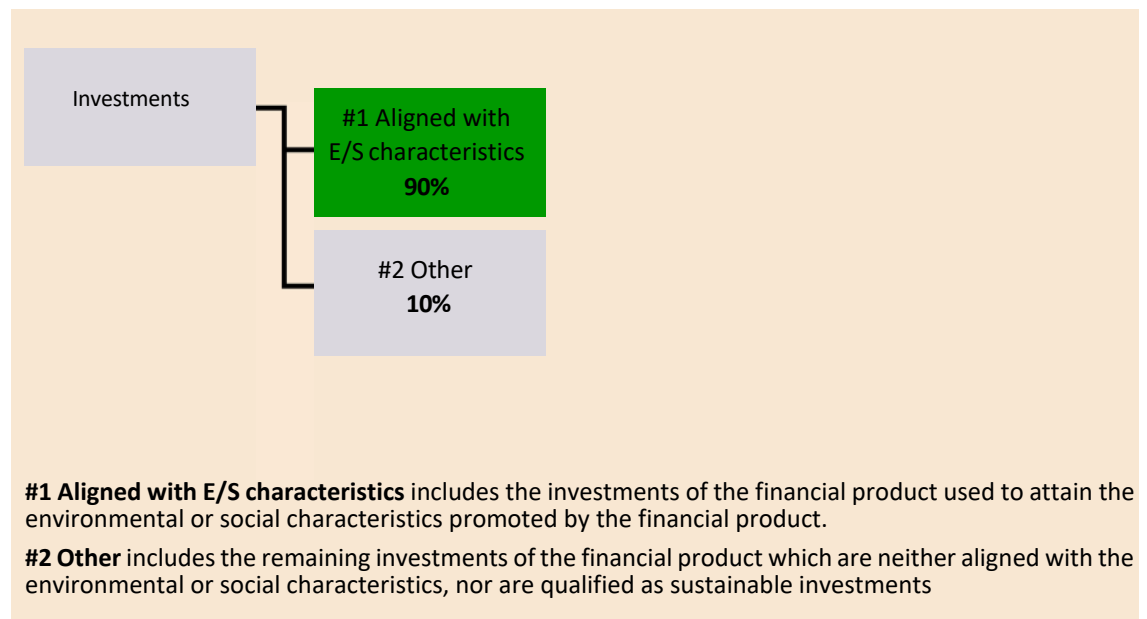 Investments
#1 Aligned with
E/S characteristics
90%
#2 Other
10%
#1 Aligned with E/S characteristics includes the investments of the financial product used to attain the
environmental or social characteristics promoted by the financial product.
#2 Other includes the remaining investments of the financial product which are neither aligned with the
environmental or social characteristics, nor are qualified as sustainable investments